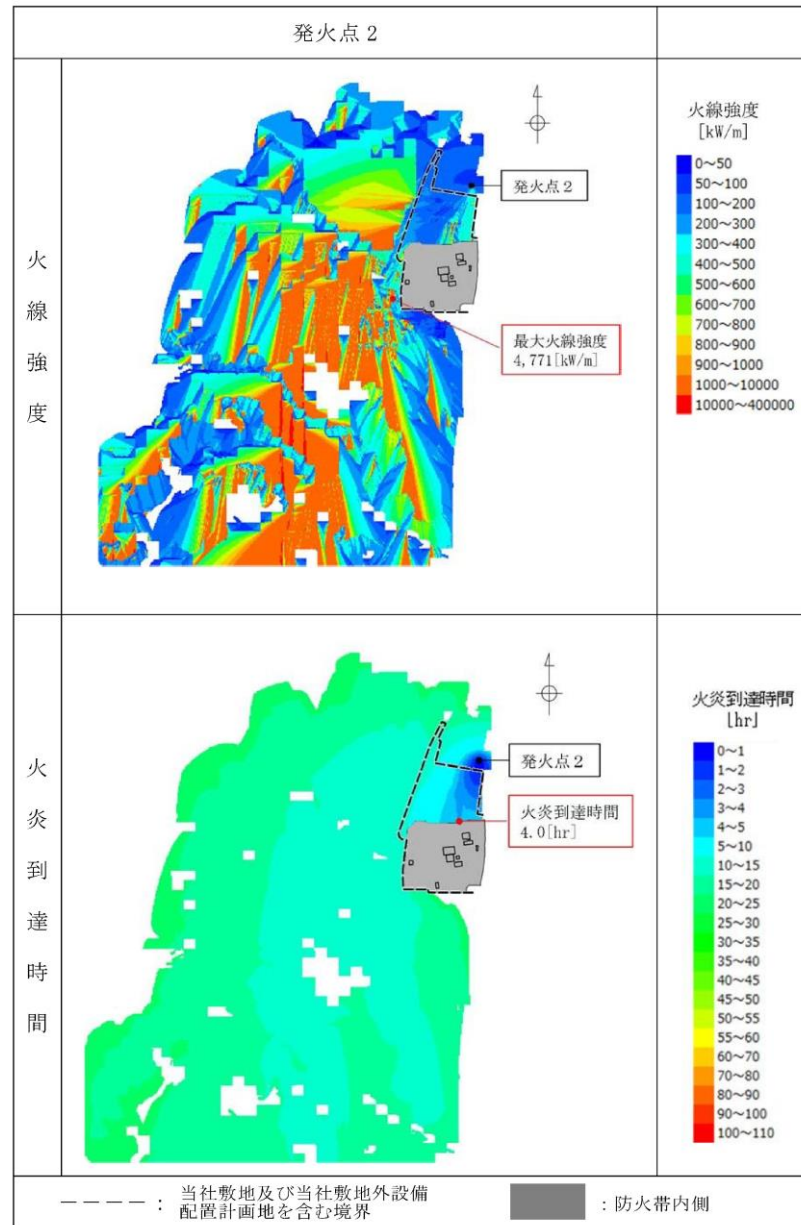 発火点2
火線強度
4
発火点2
最大火線強度
4,771[kW/m]
火線強度
[kW/m]
0～50
50～100
100～200
200～300
300～400
400～500
500～600
600～700
700～800
800～900
900～1000
1000～10000
10000～400000
火炎到達時間
4
発火点2
火炎到達時間
4.0[hr]
火炎到達時間
[hr]
0～1
1～2
2～3
3～4
4～5
5～10
10～15
15～20
20～25
25～30
30～35
35～40
40～45
45～50
50～55
55～60
60～70
70～80
80～90
90～100
100～110
：当社敷地及び当社敷地外設備
配置計画地を含む境界
：防火帯内側